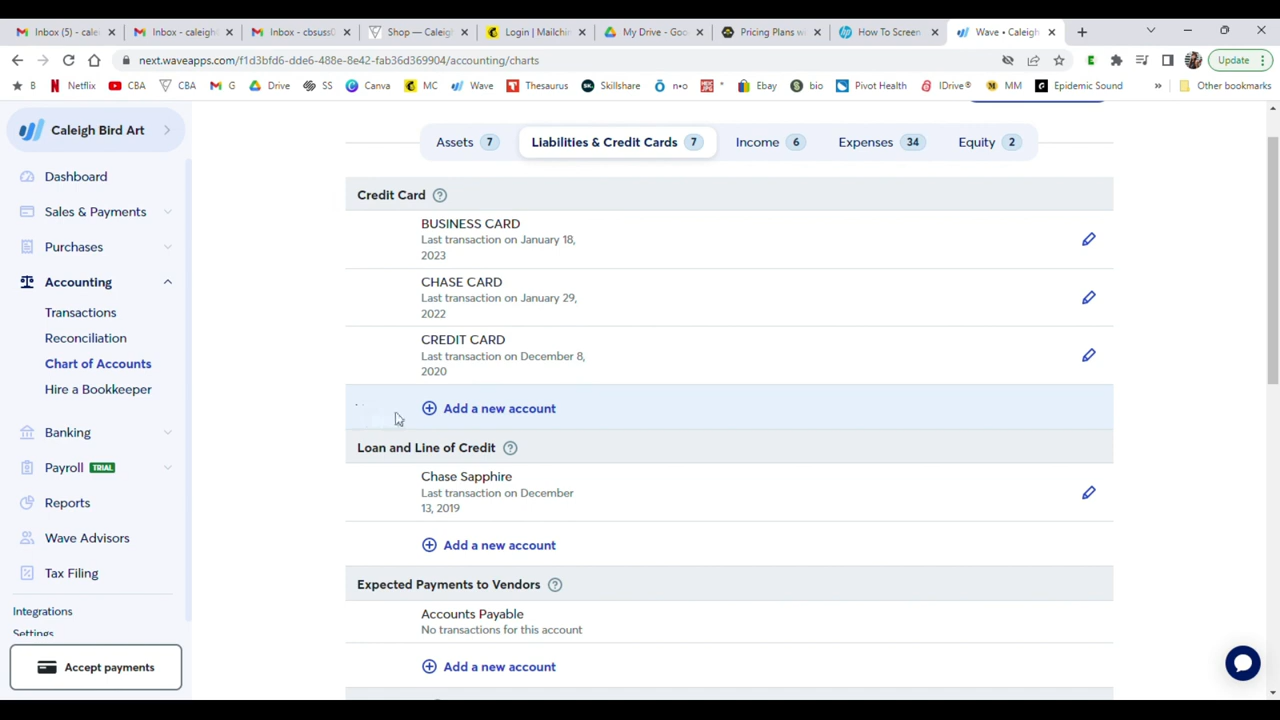 Inbox (5) - cale
Inbox - caleigh
Inbox - cbsuss
Shop — Caleig
Login | Mailchin
My Drive - Goo
Pricing Plans w
How To Screen
Wave • Caleigh
next.waveapps.com/f1d3bfd6-dde6-488e-8e42-fab36d369904/accounting/charts
Update
B
Netflix
CBA
CBA
G
Drive
SS
Canva
MC
Wave
Thesaurus
Skillshare
n+o
Ebay
bio
Pivot Health
IDrive®
MM
Epidemic Sound
»
Other bookmarks
Caleigh Bird Art
Dashboard
Sales & Payments
Purchases
Accounting
Transactions
Reconciliation
Chart of Accounts
Hire a Bookkeeper
Banking
Payroll TRIAL
Reports
Wave Advisors
Tax Filing
Integrations
Settings
Accept payments
Assets 7
Liabilities & Credit Cards 7
Income 6
Expenses 34
Equity 2
Credit Card ?
BUSINESS CARD
Last transaction on January 18,
2023
CHASE CARD
Last transaction on January 29,
2022
CREDIT CARD
Last transaction on December 8,
2020
Add a new account
Loan and Line of Credit ?
Chase Sapphire
Last transaction on December
13, 2019
Add a new account
Expected Payments to Vendors ?
Accounts Payable
No transactions for this account
Add a new account